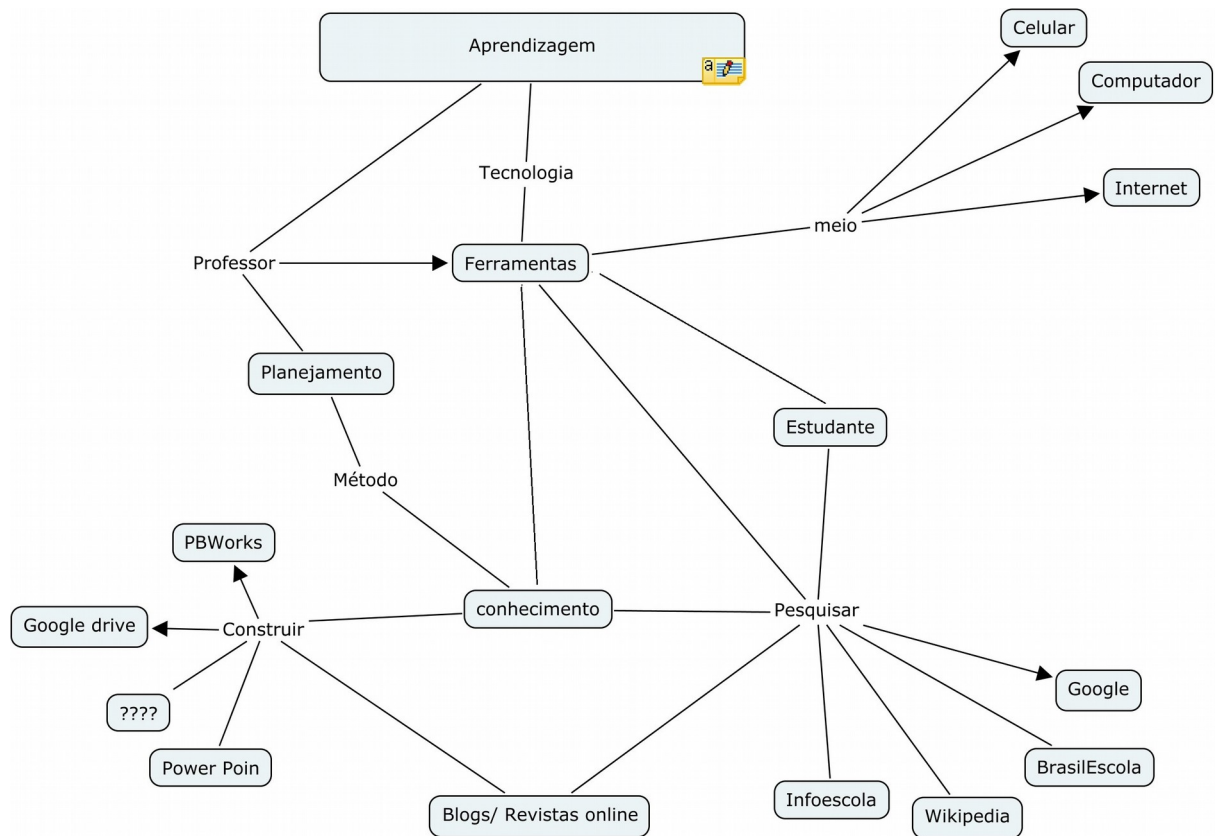 Aprendizagem
a
Celular
Computador
Tecnologia
Internet
meio
Professor
Ferramentas
Planejamento
Estudante
Método
PBWorks
conhecimento
Pesquisar
Google drive
Construir
Google
????
Power Poin
BrasilEscola
Infoescola
Blogs/ Revistas online
Wikipedia